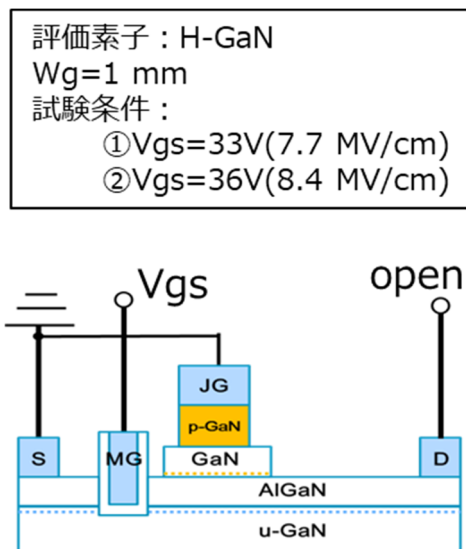 評価素子：H-GaN
Wg=1 mm
試験条件：
①Vgs=33V(7.7 MV/cm)
②Vgs=36V(8.4 MV/cm)
Vgs
open
JG
p-GaN
S
MG
GaN
D
AlGaN
u-GaN